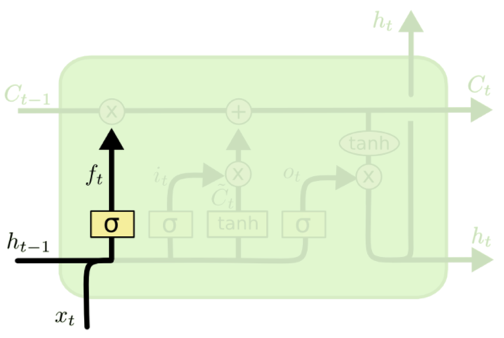 h_t
C_{t-1}
x
+
C_t
tanh
f_t
i_t
x
o_t
x
C̃_t
σ
σ
tanh
σ
h_{t-1}
h_t
x_t